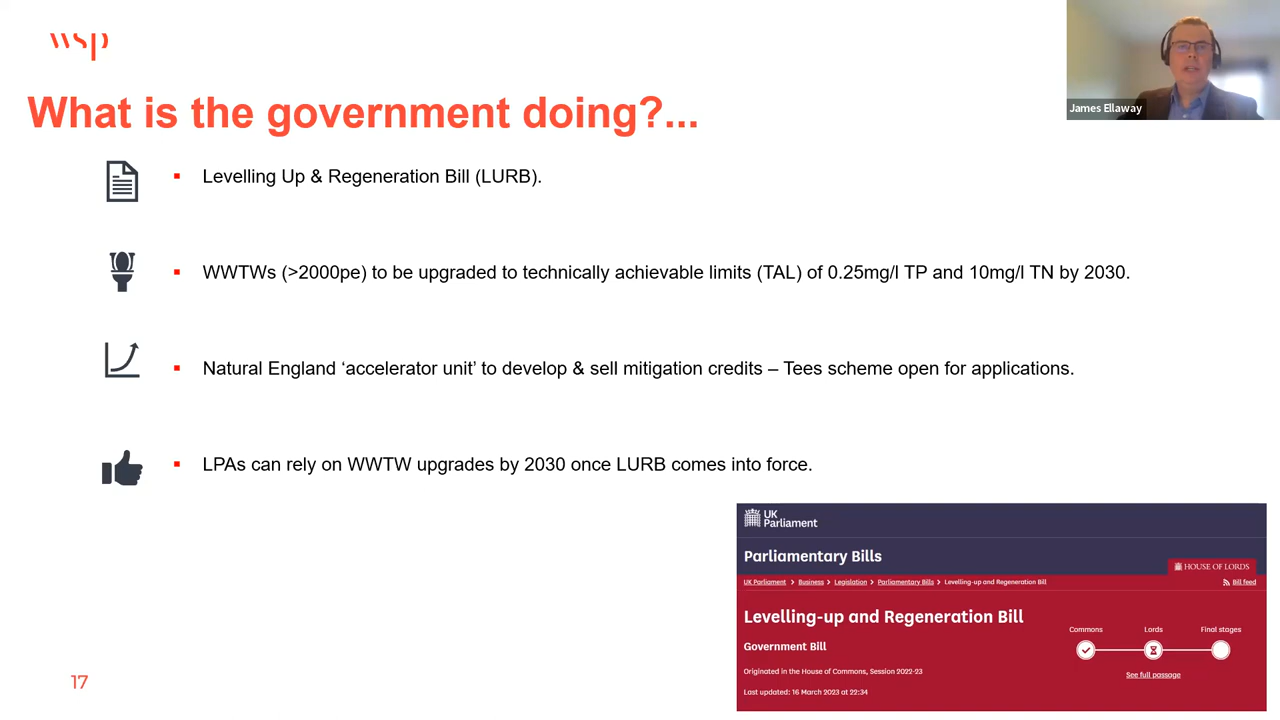 wsp
James Ellaway
What is the government doing?...
▪ Levelling Up & Regeneration Bill (LURB).
▪ WWTWs (>2000pe) to be upgraded to technically achievable limits (TAL) of 0.25mg/l TP and 10mg/l TN by 2030.
▪ Natural England ‘accelerator unit’ to develop & sell mitigation credits – Tees scheme open for applications.
▪ LPAs can rely on WWTW upgrades by 2030 once LURB comes into force.
UK
Parliament
Parliamentary Bills
HOUSE OF LORDS
UK Parliament > Business > Legislation > Parliamentary Bills > Levelling-up and Regeneration Bill
Bill feed
Levelling-up and Regeneration Bill
Commons Lords Final stages
Government Bill
Originated in the House of Commons, Session 2022-23
See full passage
Last updated: 16 March 2023 at 22:34
17